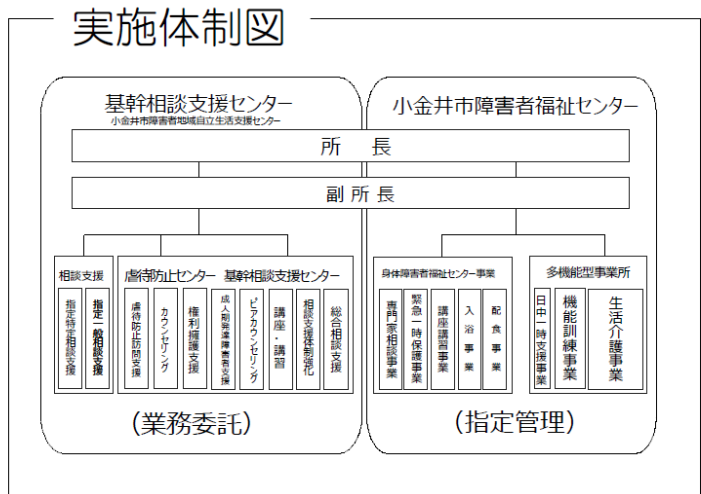 実施体制図
基幹相談支援センター
小金井市障害者地域自立生活支援センター
小金井市障害者福祉センター
所 長
副所長
相談支援
指定特定相談支援
指定一般相談支援
虐待防止センター 基幹相談支援センター
虐待防止訪問支援
カウンセリング
権利擁護支援
成人期発達障害者支援
ピアカウンセリング
講座・講習
相談支援体制強化
総合相談支援
身体障害者福祉センター事業
専門家相談事業
緊急一時保護事業
講座講習事業
入浴事業
配食事業
多機能型事業所
日中一時支援事業
機能訓練事業
生活介護事業
(業務委託)
(指定管理)